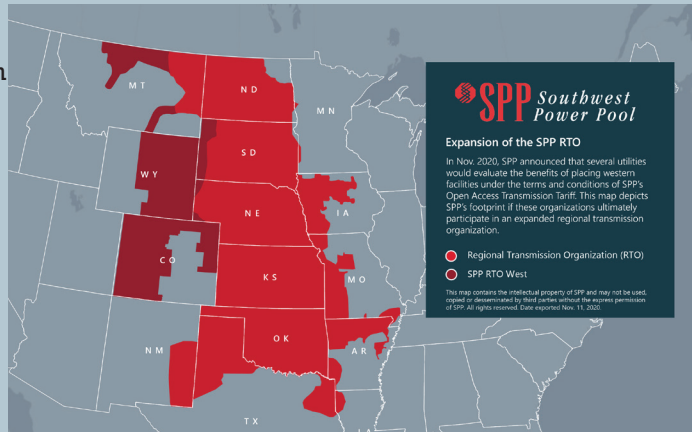 n
MT
ND
MN
SD
WY
NE
IA
CO
KS
MO
OK
NM
AR
TX
LA
SPP Southwest
Power Pool
Expansion of the SPP RTO
In Nov. 2020, SPP announced that several utilities
would evaluate the benefits of placing western
facilities under the terms and conditions of SPP's
Open Access Transmission Tariff. This map depicts
SPP's footprint if these organizations ultimately
participate in an expanded regional transmission
organization.
Regional Transmission Organization (RTO)
SPP RTO West
This map contains the intellectual property of SPP and may not be used,
copied or desseminated by third parties without the express permission
of SPP. All rights reserved. Date exported Nov. 11, 2020.